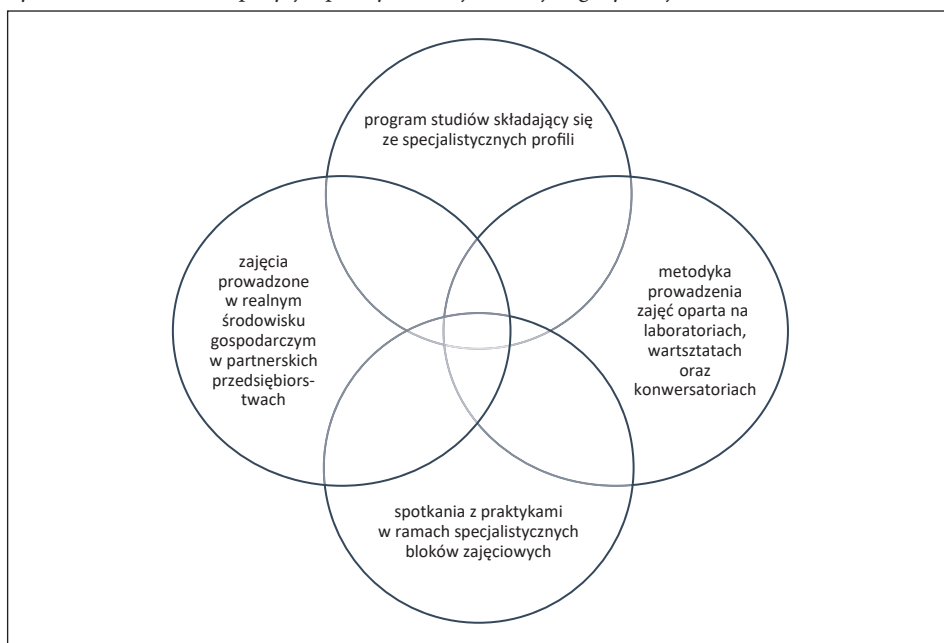 program studiów składający się
ze specjalistycznych profili
zajęcia
prowadzone
w realnym
środowisku
gospodarczym
w partnerskich
przedsiębiors-
twach
metodyka
prowadzenia
zajęć oparta na
laboratoriach,
wartsztatach
oraz
konwersatoriach
spotkania z praktykami
w ramach specjalistycznych
bloków zajęciowych